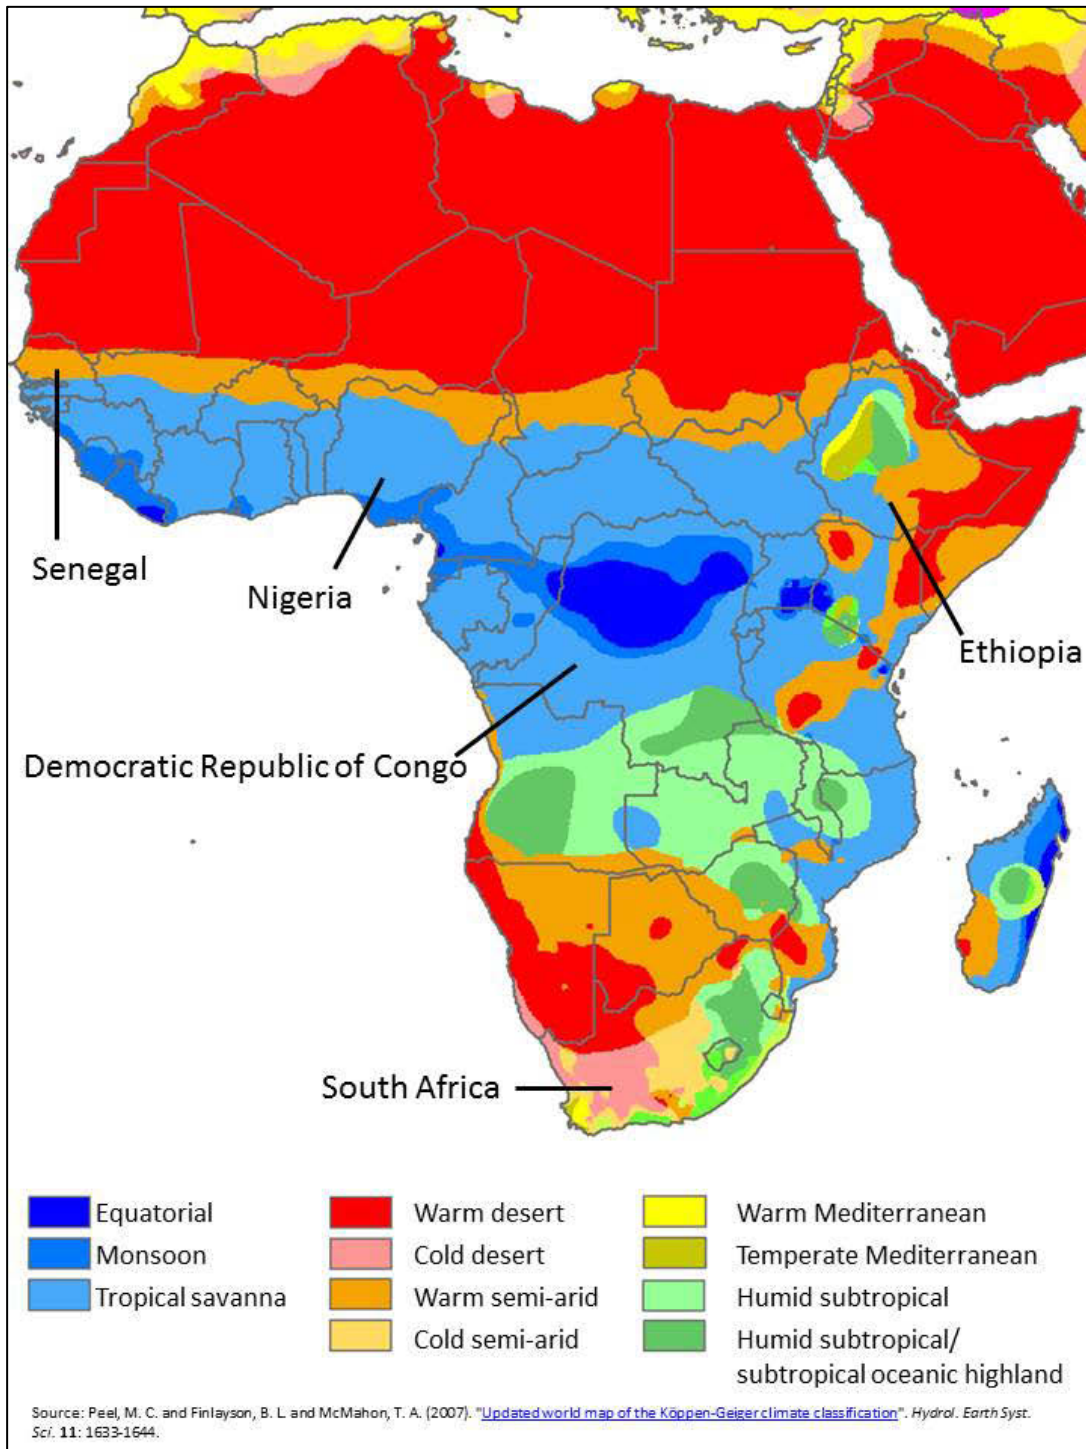 Senegal
Nigeria
Ethiopia
Democratic Republic of Congo
South Africa
Equatorial
Monsoon
Tropical savanna
Warm desert
Cold desert
Warm semi-arid
Cold semi-arid
Warm Mediterranean
Temperate Mediterranean
Humid subtropical
Humid subtropical/
subtropical oceanic highland
Source: Peel, M. C. and Finlayson, B. L. and McMahon, T. A. (2007). "Updated world map of the Köppen-Geiger climate classification". Hydrol. Earth Syst.
Sci. 11: 1633-1644.